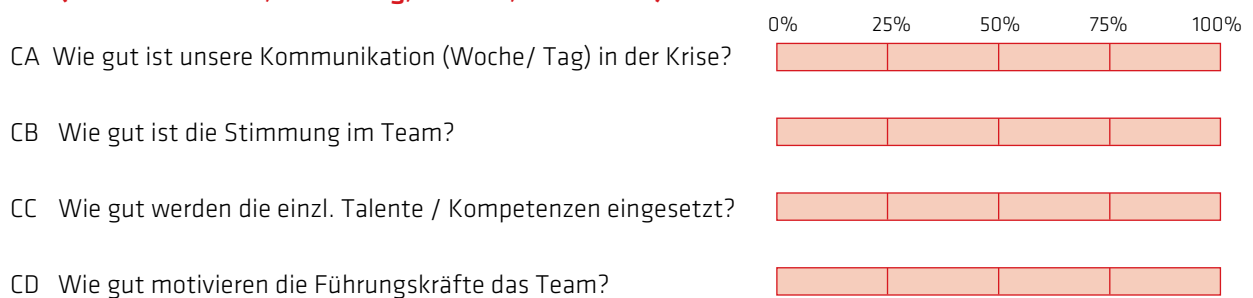 0% 25% 50% 75% 100%
CA Wie gut ist unsere Kommunikation (Woche/ Tag) in der Krise?
CB Wie gut ist die Stimmung im Team?
CC Wie gut werden die einzl. Talente / Kompetenzen eingesetzt?
CD Wie gut motivieren die Führungskräfte das Team?